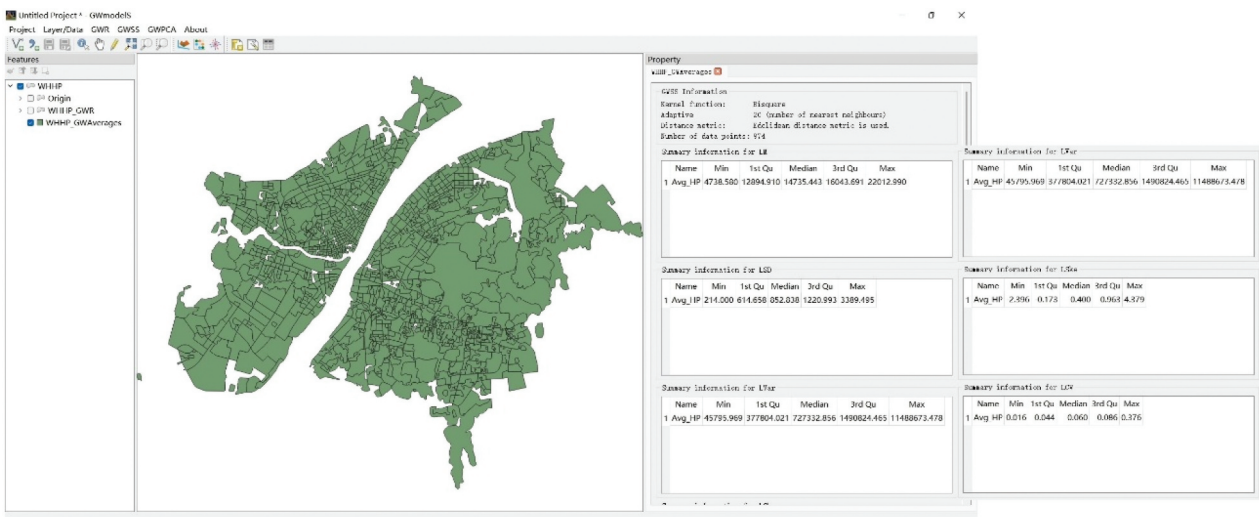 Untitled Project * - GWmodelS
Project Layer/Data GWR GWSS GWPCA About
Features
WHHP
Origin
WHHP_GWR
WHHP_GWAverages
Property
WHHP_GWAverages
GWSS Information
Kernel function: Bisquare
Adaptive 20 (number of nearest neighbours)
Distance metric: Edclidean distance metric is used.
Number of data points: 974
Summary information for LM
Name Min 1st Qu Median 3rd Qu Max
1 Avg_HP 4738.580 12894.910 14735.443 16043.691 22012.990
Summary information for LSD
Name Min 1st Qu Median 3rd Qu Max
1 Avg_HP 214.000 614.658 852.838 1220.993 3389.495
Summary information for LVar
Name Min 1st Qu Median 3rd Qu Max
1 Avg_HP 45795.969 377804.021 727332.856 1490824.465 11488673.478
Summary information for LVar
Name Min 1st Qu Median 3rd Qu Max
1 Avg_HP 45795.969 377804.021 727332.856 1490824.465 11488673.478
Summary information for LSke
Name Min 1st Qu Median 3rd Qu Max
1 Avg_HP 2.396 0.173 0.400 0.963 4.379
Summary information for LCV
Name Min 1st Qu Median 3rd Qu Max
1 Avg_HP 0.016 0.044 0.060 0.086 0.376